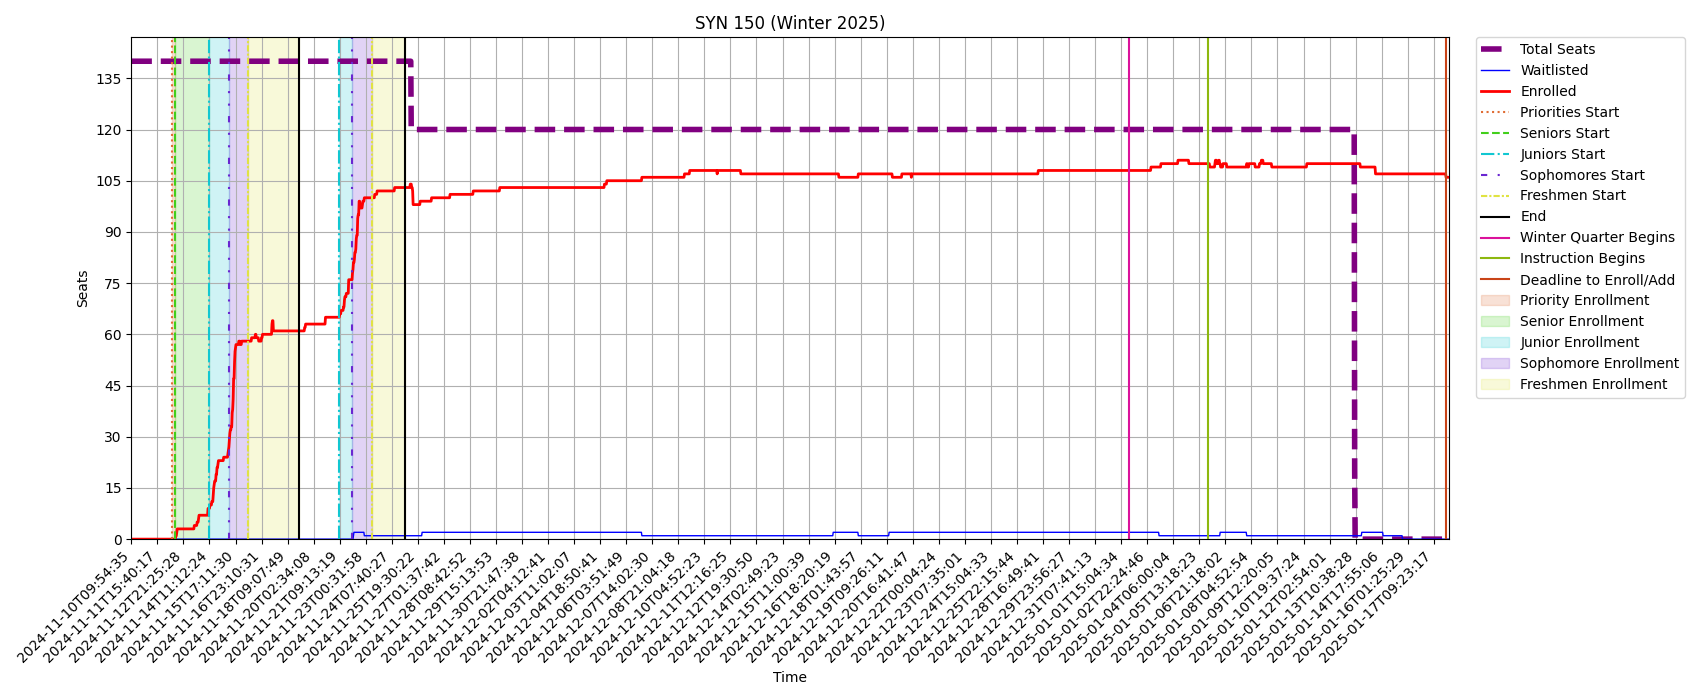 SYN 150 (Winter 2025)
Seats
135
120
105
90
75
60
45
30
15
0
2024-11-10T09:54:35
2024-11-11T15:40:17
2024-11-12T21:25:28
2024-11-14T11:12:24
2024-11-15T17:11:30
2024-11-16T23:10:31
2024-11-18T09:07:49
2024-11-20T02:34:08
2024-11-21T09:13:19
2024-11-23T00:31:58
2024-11-24T07:40:27
2024-11-25T19:30:22
2024-11-27T01:37:42
2024-11-28T08:42:52
2024-11-29T15:13:53
2024-11-30T21:47:38
2024-12-02T04:12:41
2024-12-03T11:02:07
2024-12-04T18:50:41
2024-12-06T03:51:49
2024-12-07T14:02:30
2024-12-08T21:04:18
2024-12-10T04:52:23
2024-12-11T12:16:25
2024-12-12T19:30:50
2024-12-14T02:49:23
2024-12-15T11:00:39
2024-12-16T18:20:19
2024-12-18T01:43:57
2024-12-19T09:26:11
2024-12-20T16:41:47
2024-12-22T00:04:24
2024-12-23T07:35:01
2024-12-24T15:04:33
2024-12-25T22:15:44
2024-12-28T16:49:41
2024-12-29T23:56:27
2024-12-31T07:41:13
2025-01-01T15:04:34
2025-01-02T22:24:46
2025-01-04T06:00:04
2025-01-05T13:18:23
2025-01-06T21:18:02
2025-01-08T04:52:54
2025-01-09T12:20:05
2025-01-10T19:37:24
2025-01-12T02:54:01
2025-01-13T10:38:28
2025-01-14T17:55:06
2025-01-16T01:25:29
2025-01-17T09:23:17
Time
Total Seats
Waitlisted
Enrolled
Priorities Start
Seniors Start
Juniors Start
Sophomores Start
Freshmen Start
End
Winter Quarter Begins
Instruction Begins
Deadline to Enroll/Add
Priority Enrollment
Senior Enrollment
Junior Enrollment
Sophomore Enrollment
Freshmen Enrollment